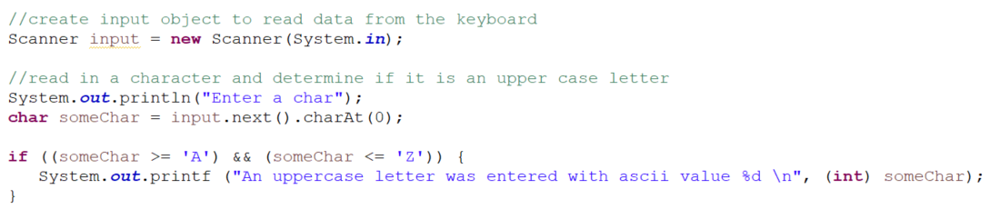 //create input object to read data from the keyboard
Scanner input = new Scanner(System.in);
//read in a character and determine if it is an upper case letter
System.out.println("Enter a char");
char someChar = input.next().charAt(0);
if ((someChar >= 'A') && (someChar <= 'Z')) {
   System.out.printf ("An uppercase letter was entered with ascii value %d \n", (int) someChar);
}